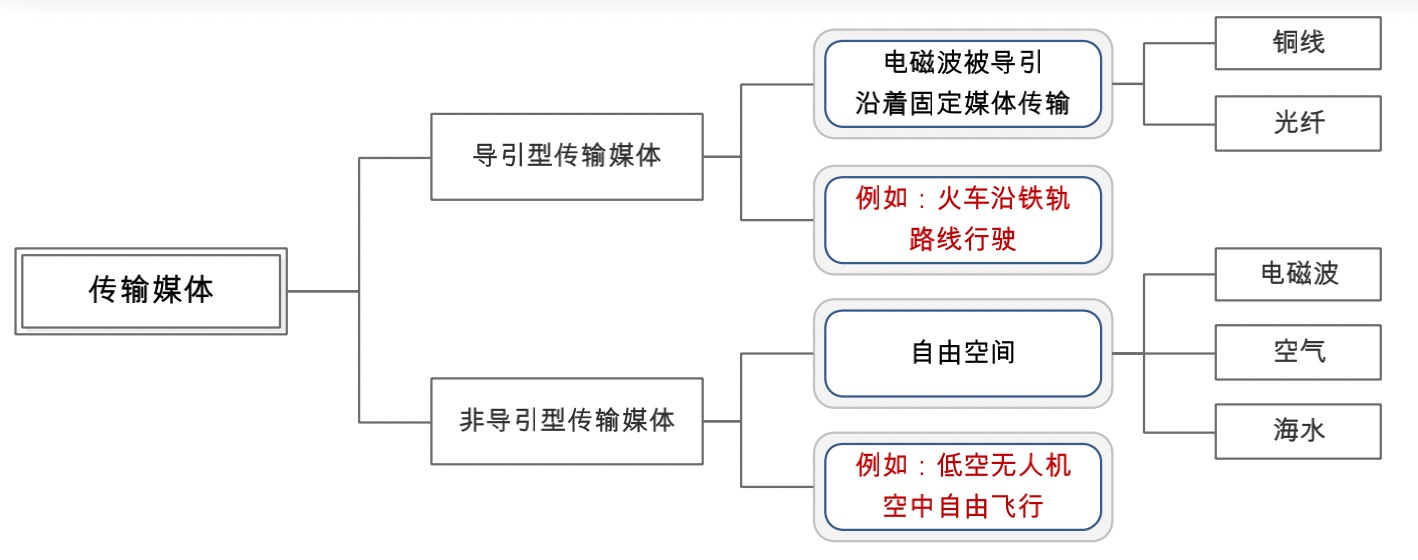 传输媒体
导引型传输媒体
电磁波被导引
沿着固定媒体传输
铜线
光纤
例如：火车沿铁轨
路线行驶
非导引型传输媒体
自由空间
电磁波
空气
海水
例如：低空无人机
空中自由飞行